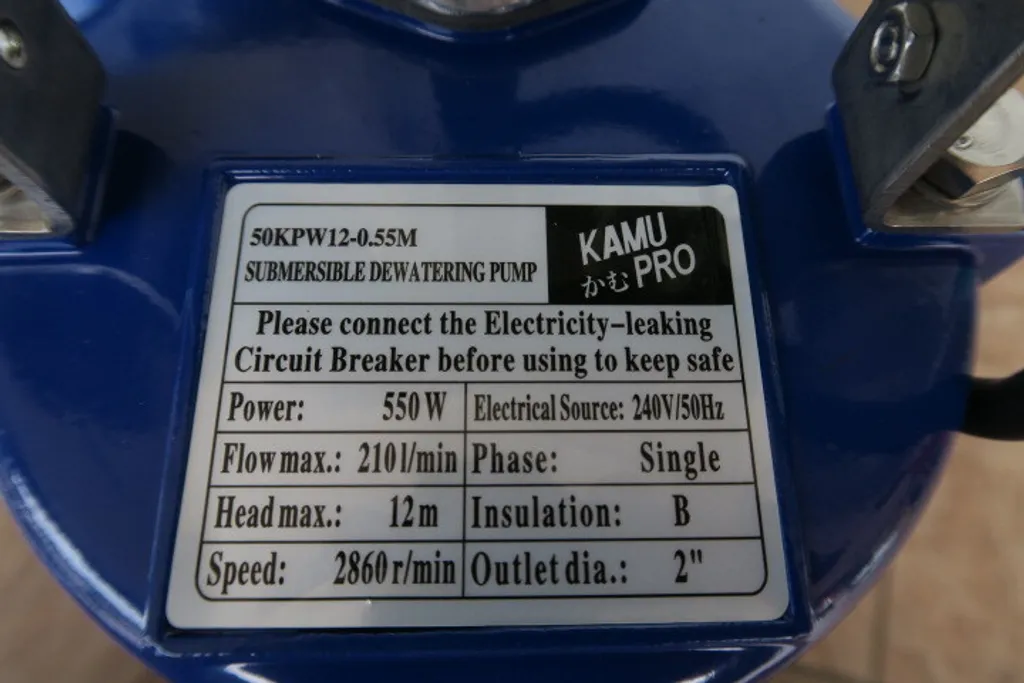 50KPW12-0.55M
SUBMERSIBLE DEWATERING PUMP
KAMU
かむ PRO
Please connect the Electricity-leaking
Circuit Breaker before using to keep safe
Power: 550 W Electrical Source: 240V/50Hz
Flow max.: 210 l/min Phase: Single
Head max.: 12 m Insulation: B
Speed: 2860 r/min Outlet dia.: 2"